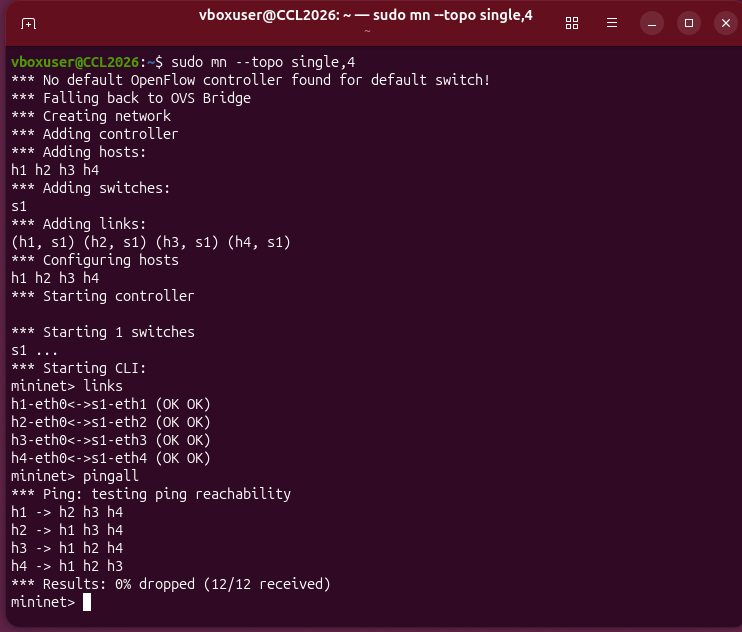 vboxuser@CCL2026: ~ — sudo mn --topo single,4
~
vboxuser@CCL2026:~$ sudo mn --topo single,4
*** No default OpenFlow controller found for default switch!
*** Falling back to OVS Bridge
*** Creating network
*** Adding controller
*** Adding hosts:
h1 h2 h3 h4
*** Adding switches:
s1
*** Adding links:
(h1, s1) (h2, s1) (h3, s1) (h4, s1)
*** Configuring hosts
h1 h2 h3 h4
*** Starting controller

*** Starting 1 switches
s1 ...
*** Starting CLI:
mininet> links
h1-eth0<->s1-eth1 (OK OK)
h2-eth0<->s1-eth2 (OK OK)
h3-eth0<->s1-eth3 (OK OK)
h4-eth0<->s1-eth4 (OK OK)
mininet> pingall
*** Ping: testing ping reachability
h1 -> h2 h3 h4
h2 -> h1 h3 h4
h3 -> h1 h2 h4
h4 -> h1 h2 h3
*** Results: 0% dropped (12/12 received)
mininet>